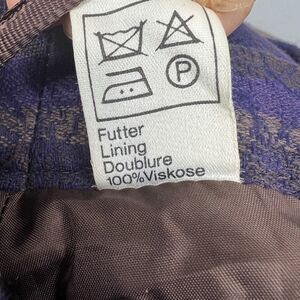 P
Futter
Lining
Doublure
100%Viskose